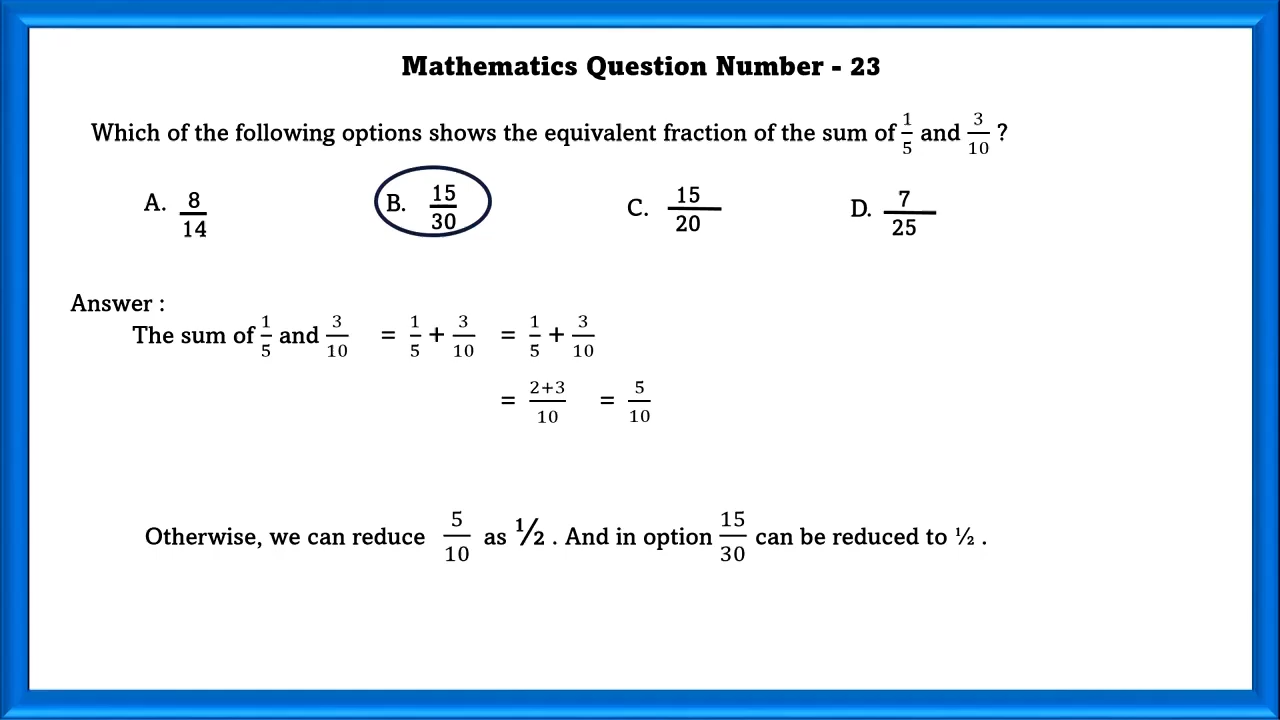 Mathematics Question Number - 23
Which of the following options shows the equivalent fraction of the sum of 1/5 and 3/10 ?
A. 8/14 B. 15/30 C. 15/20 D. 7/25
Answer :
The sum of 1/5 and 3/10 = 1/5 + 3/10 = 1/5 + 3/10
= 2+3/10 = 5/10
Otherwise, we can reduce 5/10 as ½ . And in option 15/30 can be reduced to ½ .